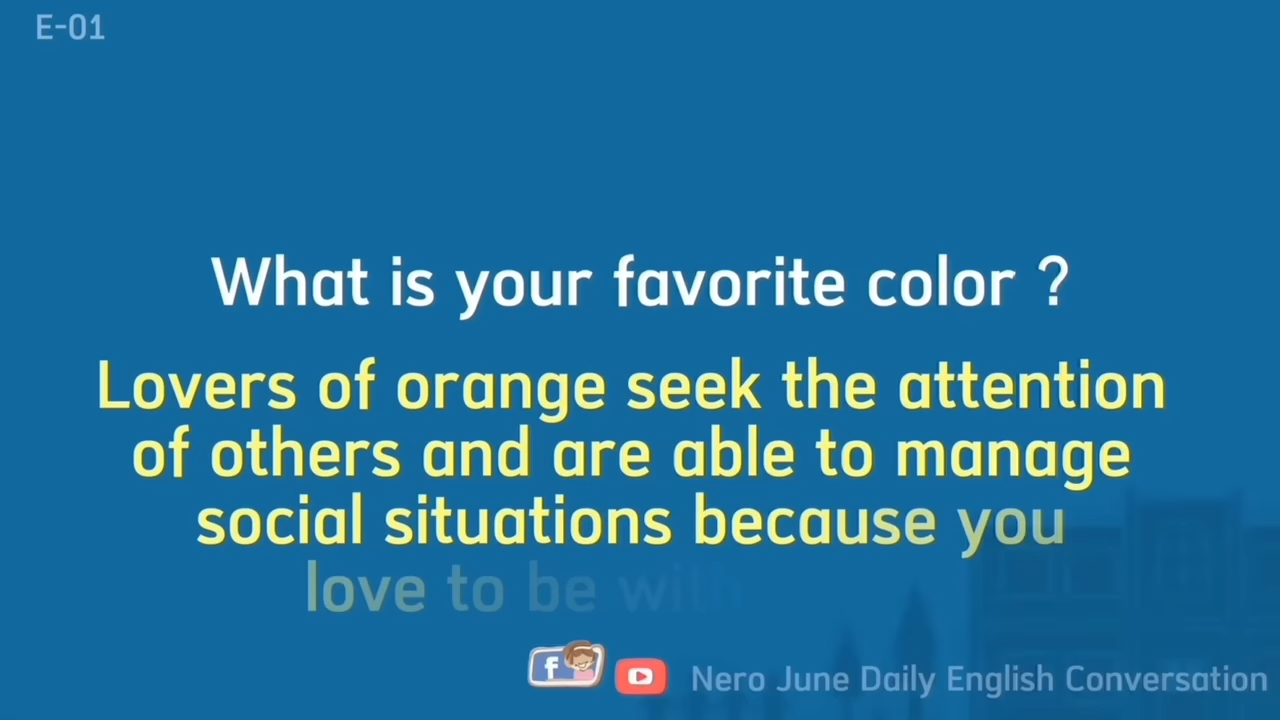 E-01
What is your favorite color ?
Lovers of orange seek the attention
of others and are able to manage
social situations because you
love to be with
f
Nero June Daily English Conversation